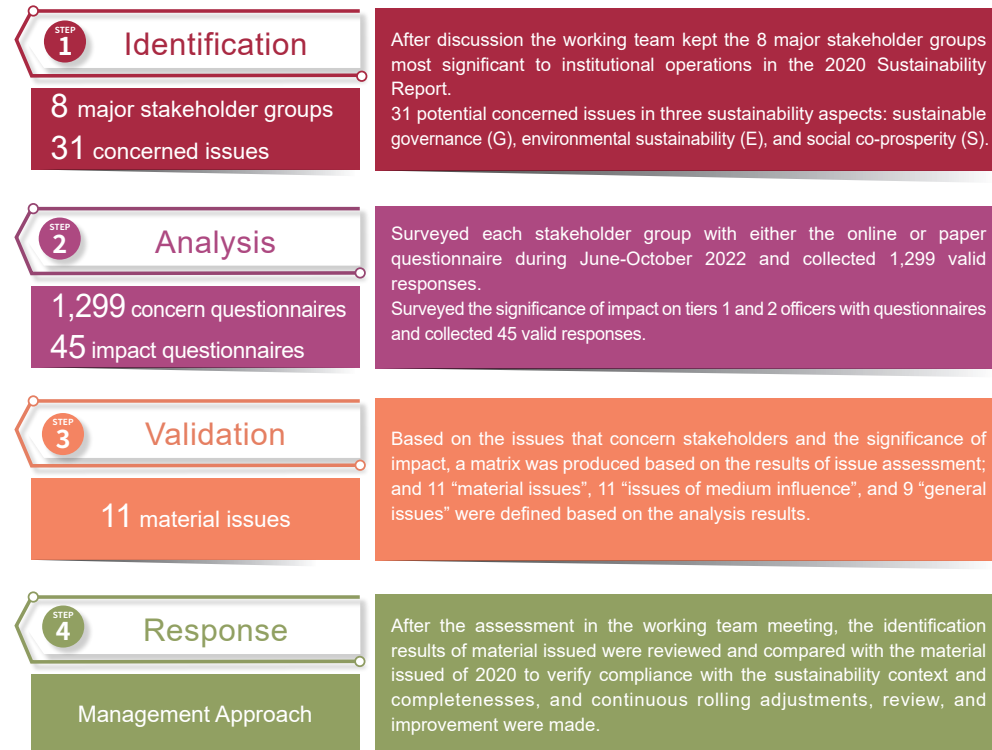 STEP
1
Identification
8 major stakeholder groups
31 concerned issues
After discussion the working team kept the 8 major stakeholder groups
most significant to institutional operations in the 2020 Sustainability
Report.
31 potential concerned issues in three sustainability aspects: sustainable
governance (G), environmental sustainability (E), and social co-prosperity (S).
STEP
2
Analysis
1,299 concern questionnaires
45 impact questionnaires
Surveyed each stakeholder group with either the online or paper
questionnaire during June-October 2022 and collected 1,299 valid
responses.
Surveyed the significance of impact on tiers 1 and 2 officers with questionnaires
and collected 45 valid responses.
STEP
3
Validation
11 material issues
Based on the issues that concern stakeholders and the significance of
impact, a matrix was produced based on the results of issue assessment;
and 11 “material issues”, 11 “issues of medium influence”, and 9 “general
issues” were defined based on the analysis results.
STEP
4
Response
Management Approach
After the assessment in the working team meeting, the identification
results of material issued were reviewed and compared with the material
issued of 2020 to verify compliance with the sustainability context and
completenesses, and continuous rolling adjustments, review, and
improvement were made.